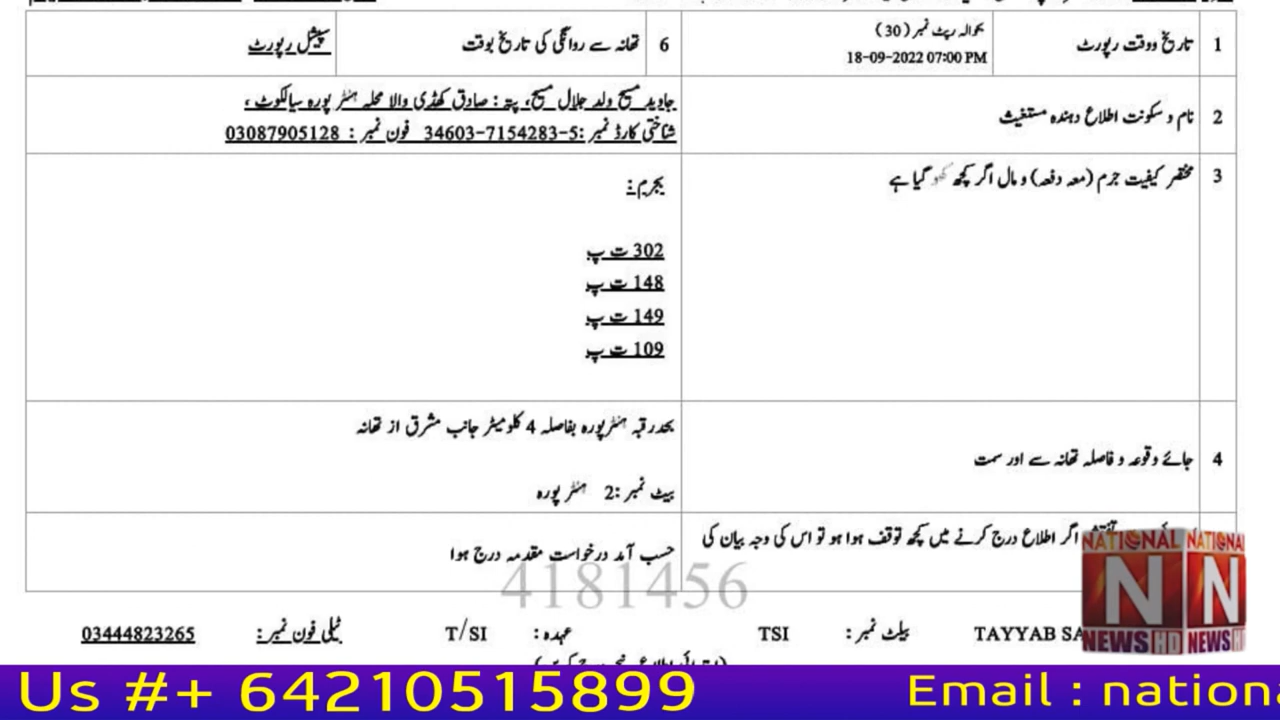 1 تاریخ ووقت رپورٹ
بحوالہ رپٹ نمبر (30)
18-09-2022 07:00 PM
6 تھانہ سے روانگی کی تاریخ بوقت
سپیشل رپورٹ
2 نام و سکونت اطلاع دہندہ مستغیث
جاوید مسیح ولد جلال مسیح، پتہ : صادق کھڈی والا محلہ ہنٹر پورہ سیالکوٹ ،
شناختی کارڈ نمبر :5-7154283-34603 فون نمبر : 03087905128
3 مختصر کیفیت جرم (معہ دفعہ) و مال اگر کچھ کھو گیا ہے
بجرم:
302 ت پ
148 ت پ
149 ت پ
109 ت پ
4 جائے وقوعہ و فاصلہ تھانہ سے اور سمت
بحدرقبہ ہنٹرپورہ بفاصلہ 4 کلومیٹر جانب مشرق از تھانہ
بیٹ نمبر :2 ہنٹر پورہ
اگر اطلاع درج کرنے میں کچھ توقف ہوا ہو تو اس کی وجہ بیان کی
حسب آمد درخواست مقدمہ درج ہوا
4181456
TAYYAB بیلٹ نمبر : TSI عہدہ : T/SI ٹیلی فون نمبر : 03444823265
NATIONAL NATIONAL
N N
NEWS HD NEWS
Us #+ 64210515899 Email :